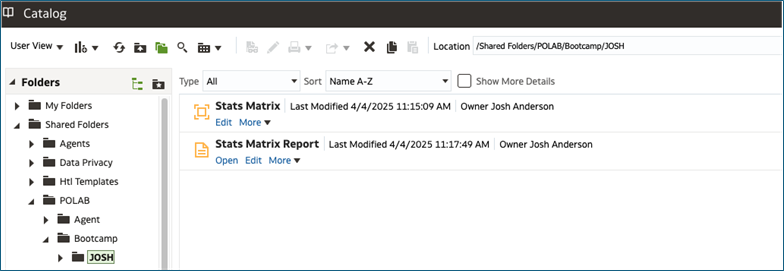 Catalog
User View Location /Shared Folders/POLAB/Bootcamp/JOSH
Folders
My Folders
Shared Folders
Agents
Data Privacy
Htl Templates
POLAB
Agent
Bootcamp
JOSH
Type All Sort Name A-Z Show More Details
Stats Matrix Last Modified 4/4/2025 11:15:09 AM Owner Josh Anderson
Edit More
Stats Matrix Report Last Modified 4/4/2025 11:17:49 AM Owner Josh Anderson
Open Edit More